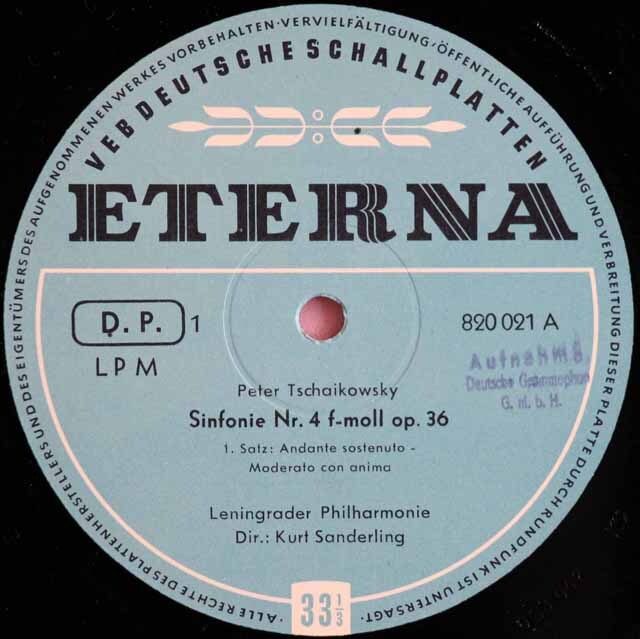 ALLE RECHTE DES PLATTENHERSTELLERS UND DES EIGENTÜMERS DES AUFGENOMMENEN WERKES VORBEHALTEN · VERVIELFÄLTIGUNG, ÖFFENTLICHE AUFFÜHRUNG UND VERBREITUNG DIESER PLATTE DURCH RUNDFUNK IST UNTERSAGT ·
VEB DEUTSCHE SCHALLPLATTEN
ETERNA
D. P. 1
820 021 A
LPM
Aufnahme
Deutsche Grammophon
G. m. b. H.
Peter Tschaikowsky
Sinfonie Nr. 4 f-moll op. 36
1. Satz: Andante sostenuto -
Moderato con anima
Leningrader Philharmonie
Dir.: Kurt Sanderling
33 1/3